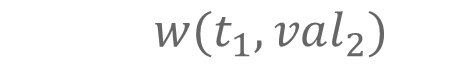 w(t₁, val₂)